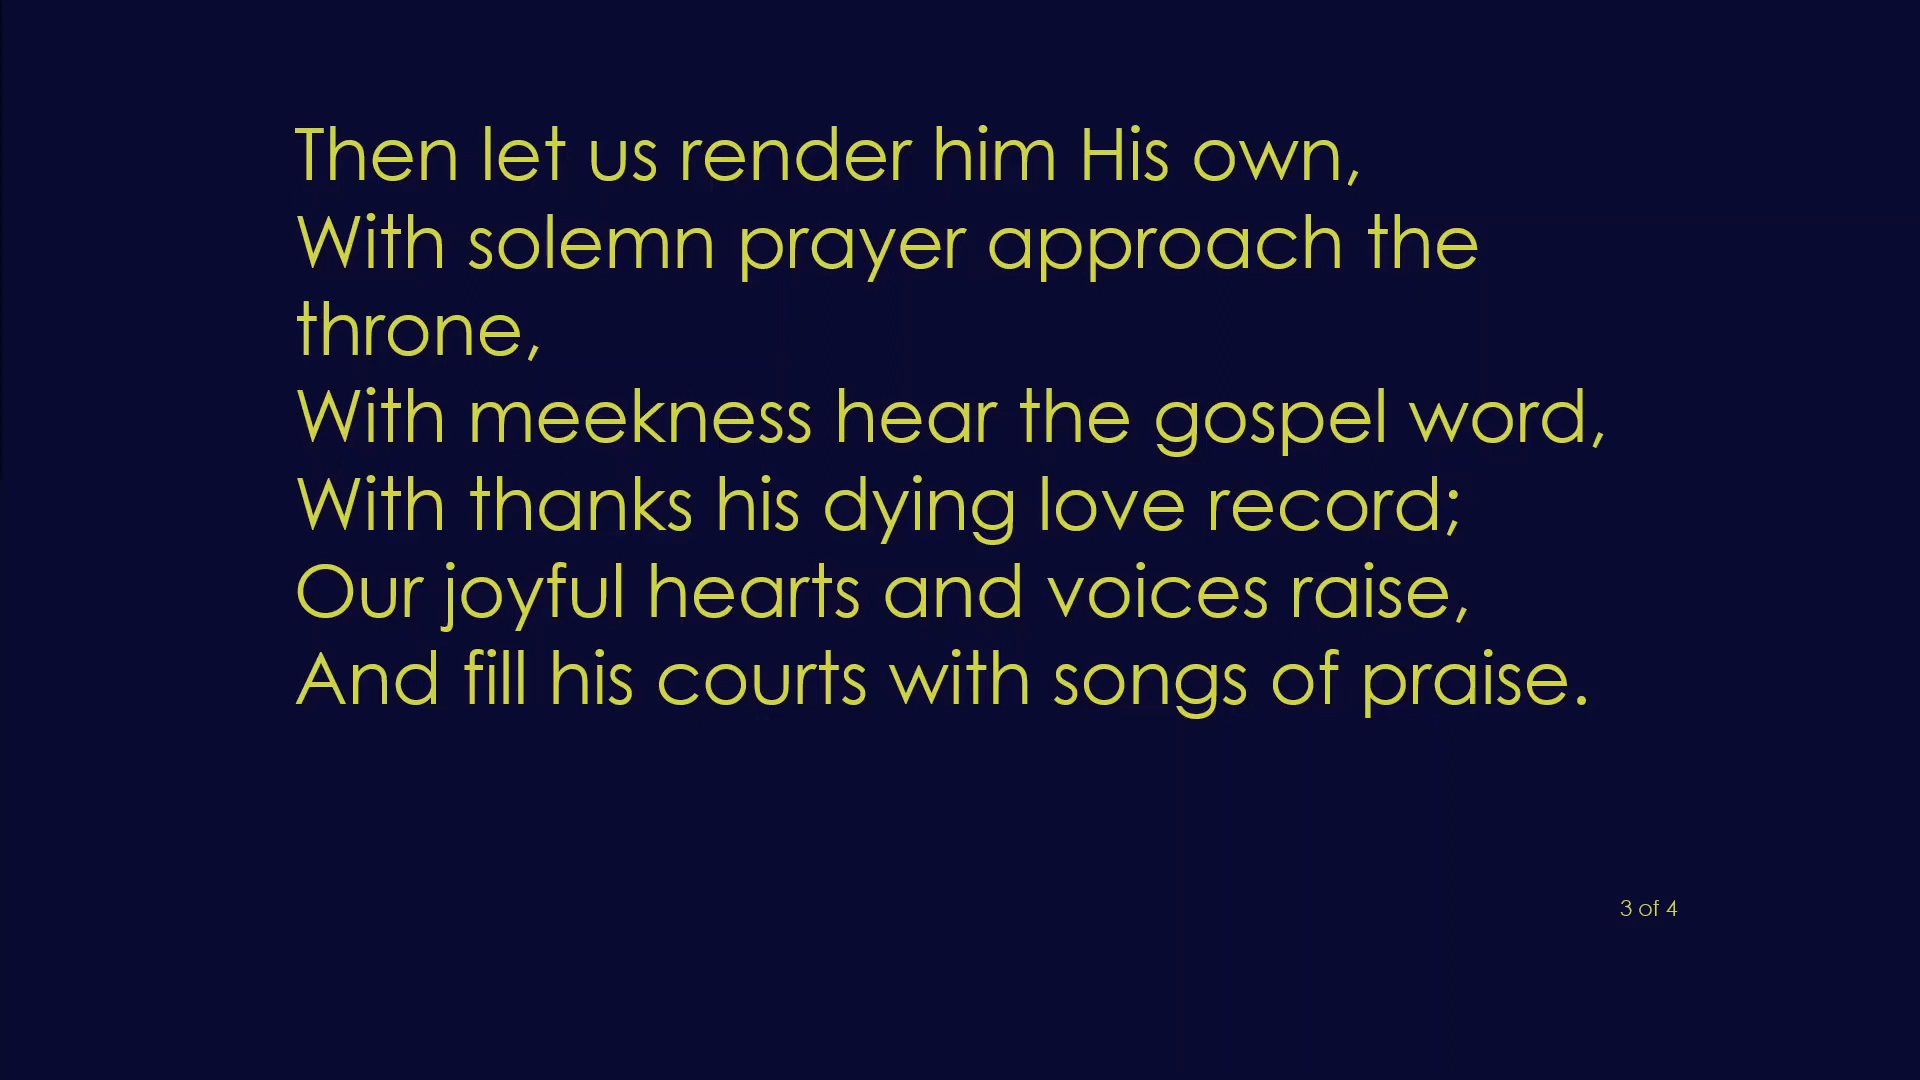 Then let us render him His own,
With solemn prayer approach the
throne,
With meekness hear the gospel word,
With thanks his dying love record;
Our joyful hearts and voices raise,
And fill his courts with songs of praise.
3 of 4